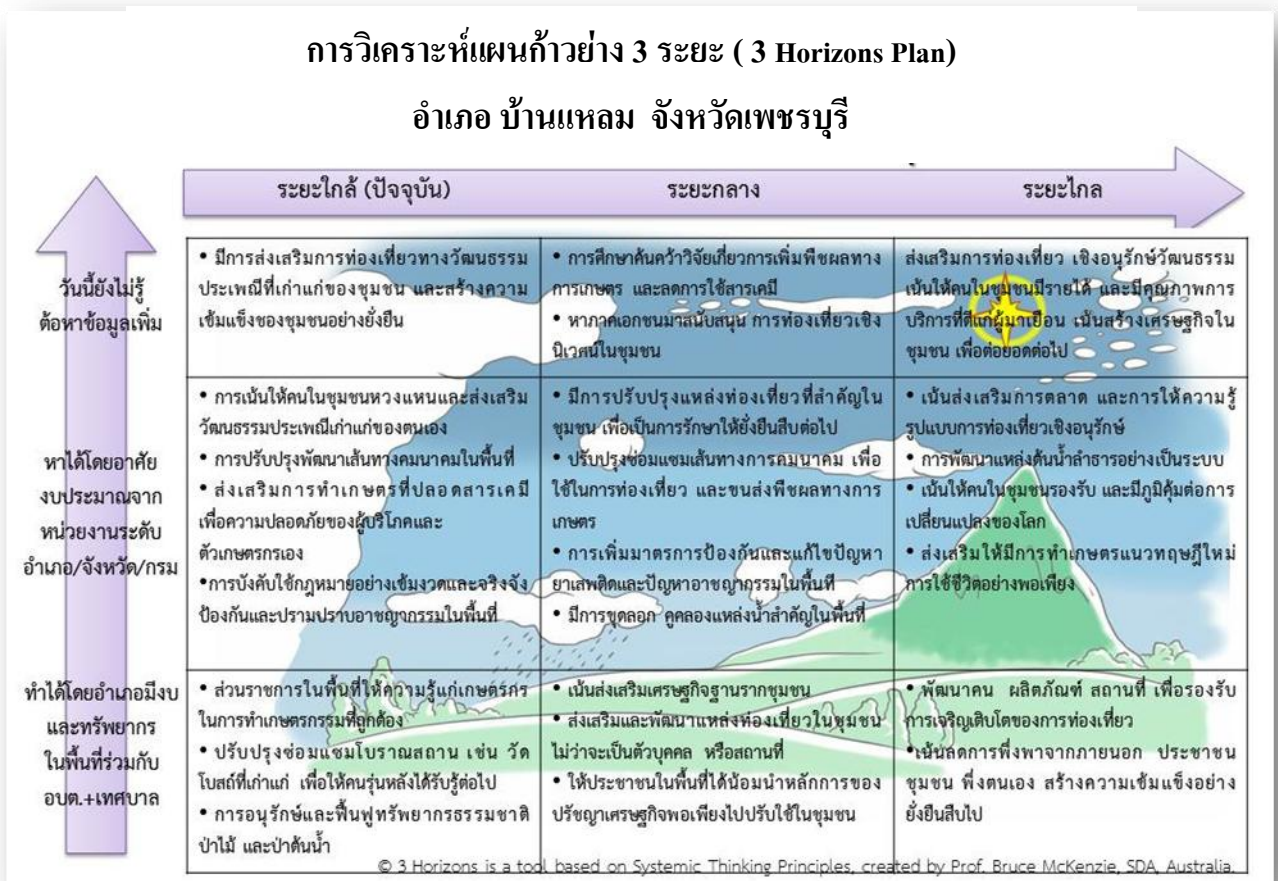 การวิเคราะห์แผนก้าวย่าง 3 ระยะ ( 3 Horizons Plan)
อำเภอ บ้านแหลม จังหวัดเพชรบุรี
ระยะใกล้ (ปัจจุบัน)
ระยะกลาง
ระยะไกล
วันนี้ยังไม่รู้
ต้อหาข้อมูลเพิ่ม
• มีการส่งเสริมการท่องเที่ยวทางวัฒนธรรม
ประเพณีที่เก่าแก่ของชุมชน และสร้างความ
เข้มแข็งของชุมชนอย่างยั่งยืน
• การศึกษาค้นคว้าวิจัยเกี่ยวการเพิ่มพืชผลทาง
การเกษตร และลดการใช้สารเคมี
• หาภาคเอกชนมาสนับสนุน การท่องเที่ยวเชิง
นิเวศน์ในชุมชน
ส่งเสริมการท่องเที่ยว เชิงอนุรักษ์วัฒนธรรม
เน้นให้คนในชุมชนมีรายได้ และมีคุณภาพการ
บริการที่ดีแก่ผู้มาเยือน เน้นสร้างเศรษฐกิจใน
ชุมชน เพื่อต่อยอดต่อไป
หาได้โดยอาศัย
งบประมาณจาก
หน่วยงานระดับ
อำเภอ/จังหวัด/กรม
• การเน้นให้คนในชุมชนหวงแหนและส่งเสริม
วัฒนธรรมประเพณีเก่าแก่ของตนเอง
• การปรับปรุงพัฒนาเส้นทางคมนาคมในพื้นที่
• ส่งเสริมการทำเกษตรที่ปลอดสารเคมี
เพื่อความปลอดภัยของผู้บริโภคและ
ตัวเกษตรกรเอง
•การบังคับใช้กฎหมายอย่างเข้มงวดและจริงจัง
ป้องกันและปรามปราบอาชญากรรมในพื้นที่
• มีการปรับปรุงแหล่งท่องเที่ยวที่สำคัญใน
ชุมชน เพื่อเป็นการรักษาให้ยั่งยืนสืบต่อไป
• ปรับปรุงซ่อมแซมเส้นทางการคมนาคม เพื่อ
ใช้ในการท่องเที่ยว และขนส่งพืชผลทางการ
เกษตร
• การเพิ่มมาตรการป้องกันและแก้ไขปัญหา
ยาเสพติดและปัญหาอาชญากรรมในพื้นที่
• มีการขุดลอก คูคลองแหล่งน้ำสำคัญในพื้นที่
• เน้นส่งเสริมการตลาด และการให้ความรู้
รูปแบบการท่องเที่ยวเชิงอนุรักษ์
• การพัฒนาแหล่งต้นน้ำลำธารอย่างเป็นระบบ
• เน้นให้คนในชุมชนรองรับ และมีภูมิคุ้มต่อการ
เปลี่ยนแปลงของโลก
• ส่งเสริมให้มีการทำเกษตรแนวทฤษฎีใหม่
การใช้ชีวิตอย่างพอเพียง
ทำได้โดยอำเภอมีงบ
และทรัพยากร
ในพื้นที่ร่วมกับ
อบต.+เทศบาล
• ส่วนราชการในพื้นที่ให้ความรู้แก่เกษตรกร
ในการทำเกษตรกรรมที่ถูกต้อง
• ปรับปรุงซ่อมแซมโบราณสถาน เช่น วัด
โบสถ์ที่เก่าแก่ เพื่อให้คนรุ่นหลังได้รับรู้ต่อไป
• การอนุรักษ์และฟื้นฟูทรัพยากรธรรมชาติ
ป่าไม้ และป่าต้นน้ำ
• เน้นส่งเสริมเศรษฐกิจฐานรากชุมชน
• ส่งเสริมและพัฒนาแหล่งท่องเที่ยวในชุมชน
ไม่ว่าจะเป็นตัวบุคคล หรือสถานที่
• ให้ประชาชนในพื้นที่ได้น้อมนำหลักการของ
ปรัชญาเศรษฐกิจพอเพียงไปปรับใช้ในชุมชน
• พัฒนาคน ผลิตภัณฑ์ สถานที่ เพื่อรองรับ
การเจริญเติบโตของการท่องเที่ยว
•เน้นลดการพึ่งพาจากภายนอก ประชาชน
ชุมชน พึ่งตนเอง สร้างความเข้มแข็งอย่าง
ยั่งยืนสืบไป
© 3 Horizons is a tool based on Systemic Thinking Principles, created by Prof. Bruce McKenzie, SDA, Australia.